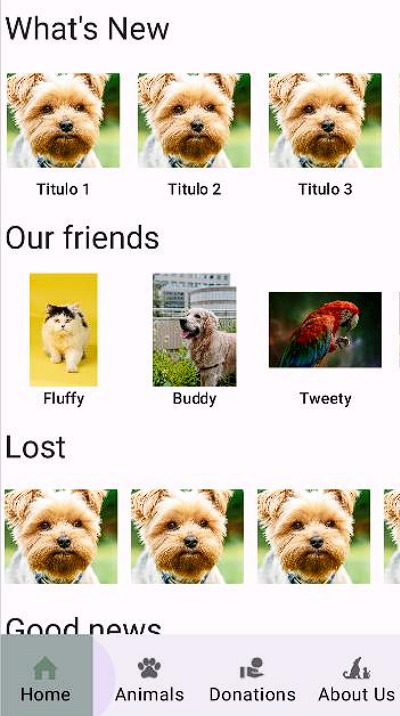 What's New
Titulo 1 Titulo 2 Titulo 3
Our friends
Fluffy Buddy Tweety
Lost
Good news
Home Animals Donations About Us